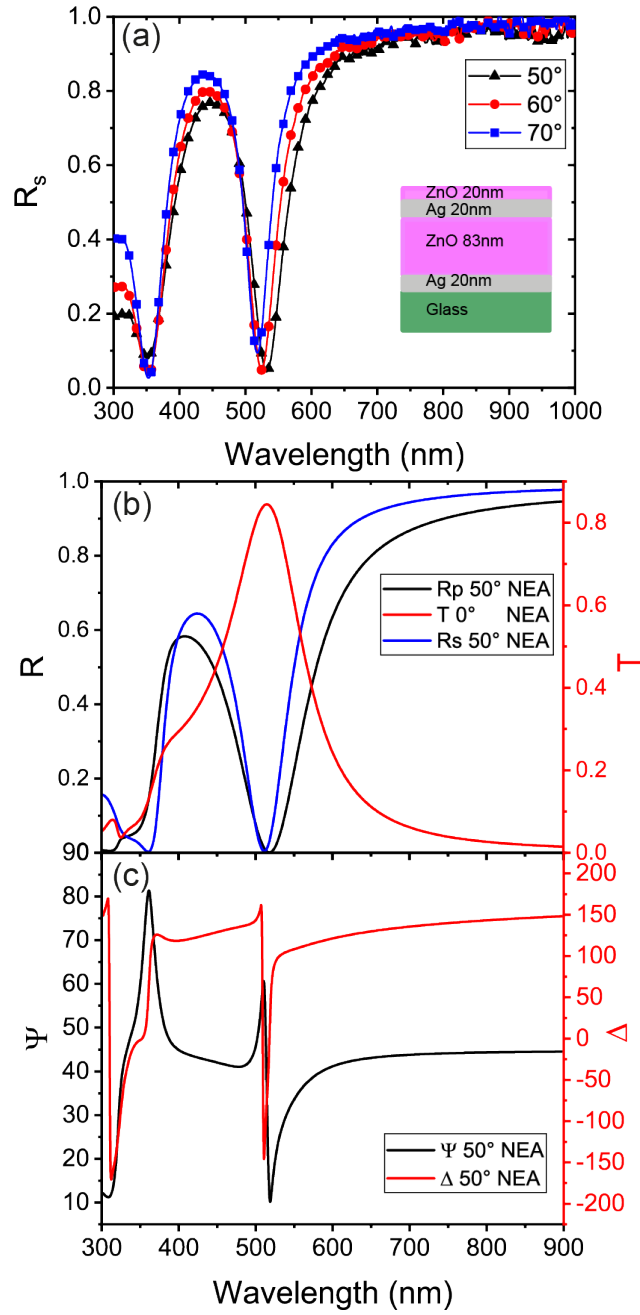 (a)
1.0
0.8
0.6
0.4
0.2
0.0
R_s
50°
60°
70°
ZnO 20nm
Ag 20nm
ZnO 83nm
Ag 20nm
Glass
300 400 500 600 700 800 900 1000
Wavelength (nm)
(b)
1.0
0.8
0.6
0.4
0.2
R
Rp 50° NEA
T 0° NEA
Rs 50° NEA
0.8
0.6
0.4
0.2
0.0
T
(c)
90
80
70
60
50
40
30
20
10
Ψ
200
150
100
50
0
-50
-100
-150
-200
Δ
Ψ 50° NEA
Δ 50° NEA
300 400 500 600 700 800 900
Wavelength (nm)